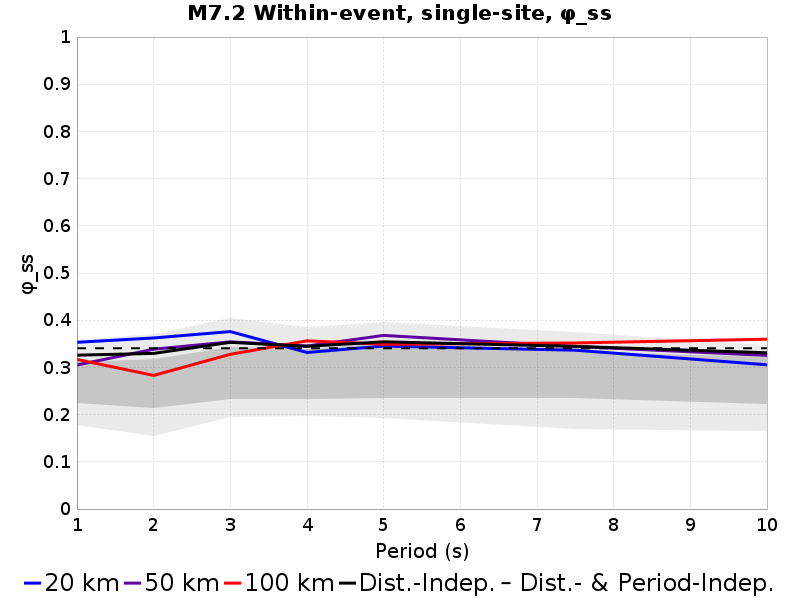 M7.2 Within-event, single-site, φ_ss
1
0.9
0.8
0.7
0.6
0.5
0.4
0.3
0.2
0.1
0
φ_ss
1 2 3 4 5 6 7 8 9 10
Period (s)
20 km 50 km 100 km Dist.-Indep. Dist.- & Period-Indep.